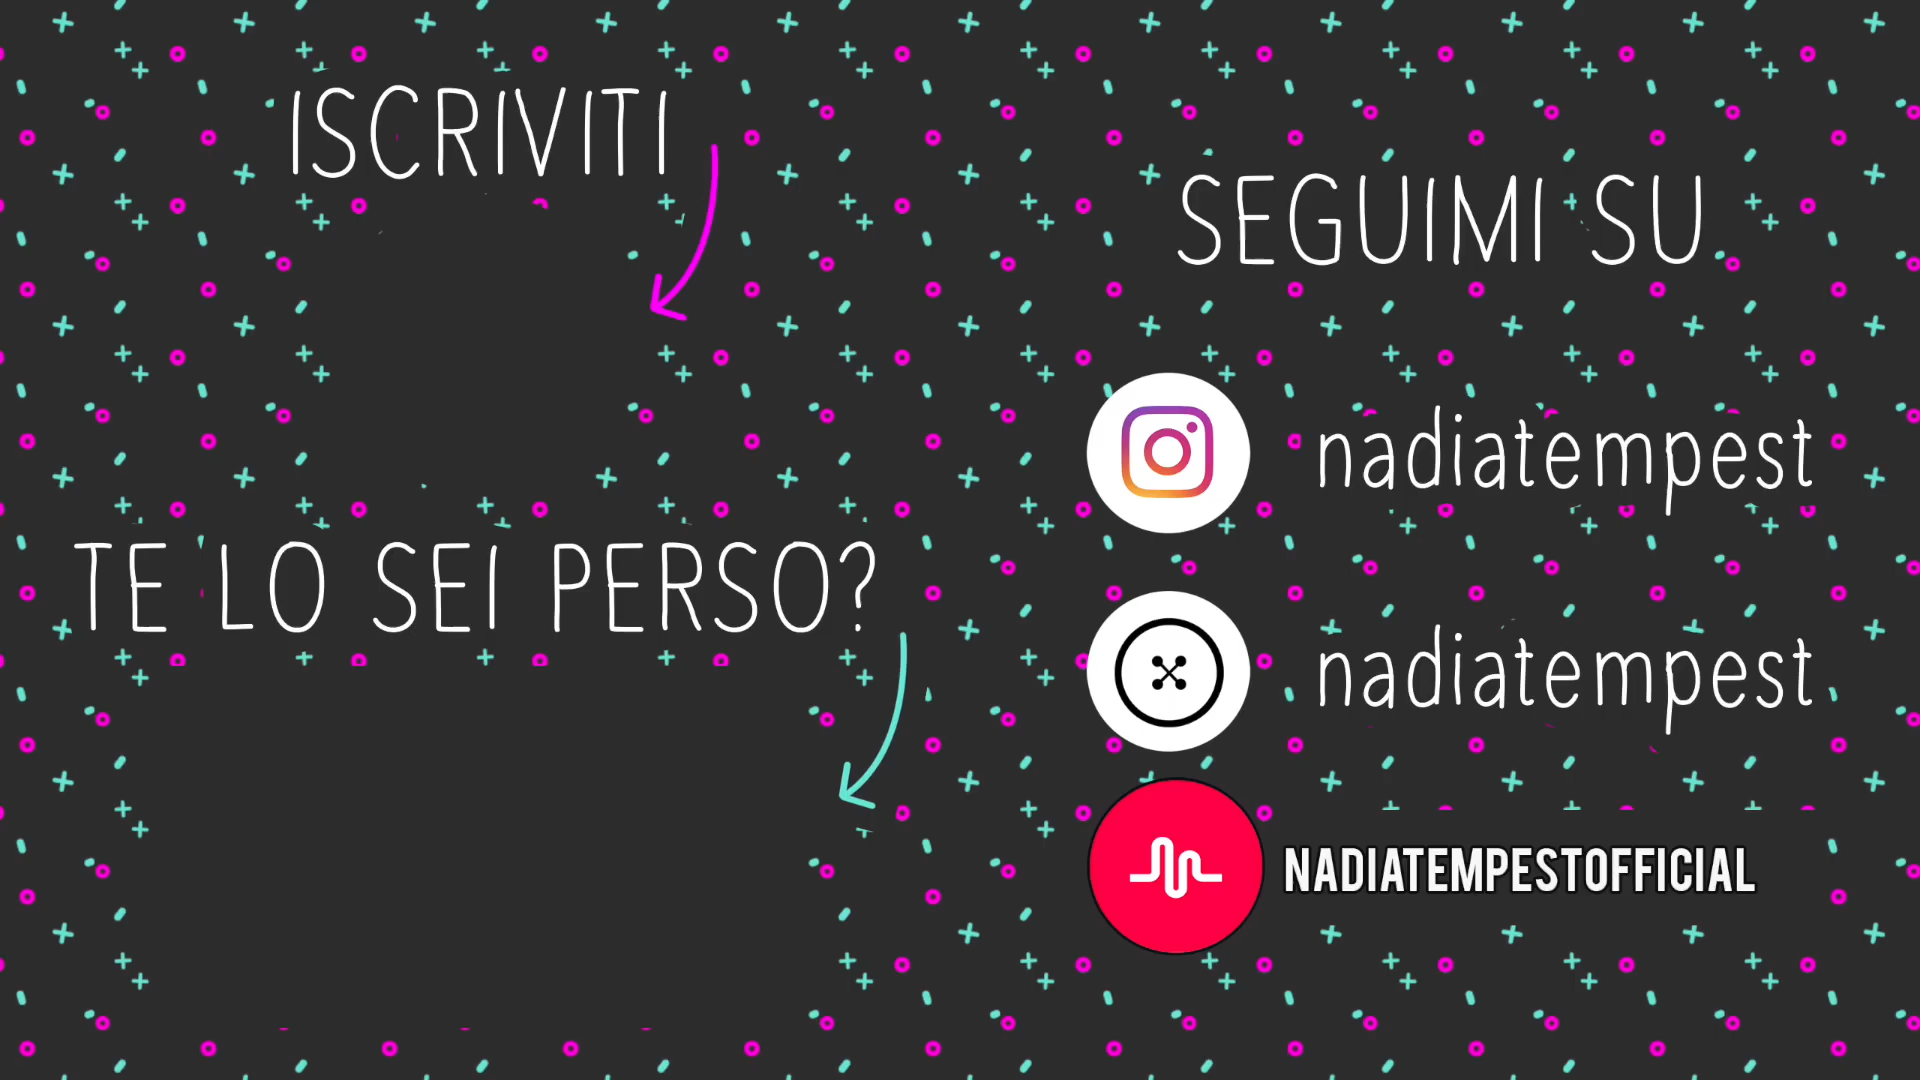 ISCRIVITI
TE LO SEI PERSO?
SEGUIMI SU
nadiatempest
nadiatempest
NADIATEMPESTOFFICIAL